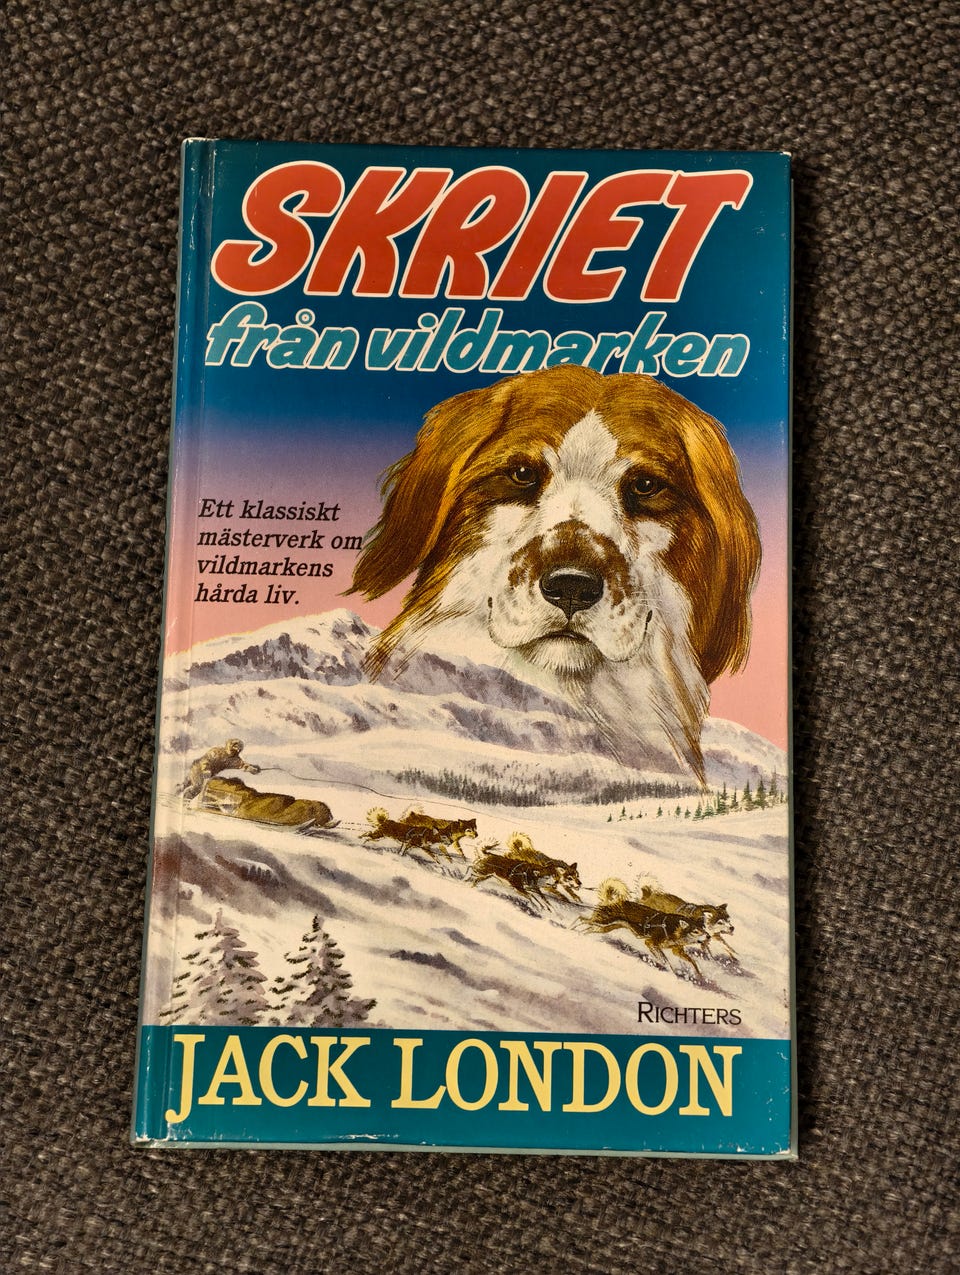 SKRIET
från vildmarken
Ett klassiskt
mästerverk om
vildmarkens
hårda liv.
RICHTERS
JACK LONDON